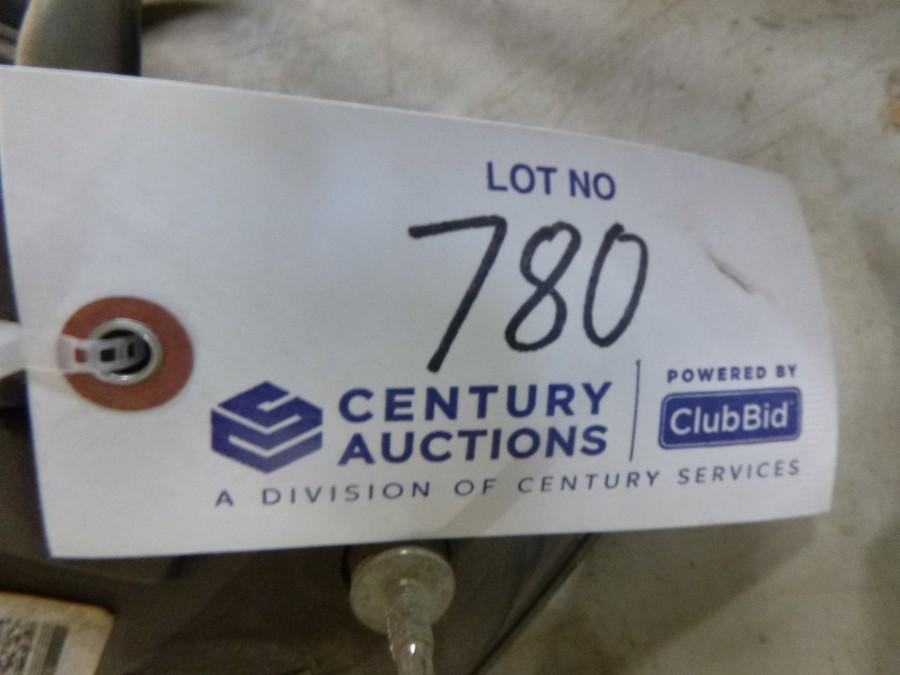 LOT NO
780
CENTURY
AUCTIONS
POWERED BY
ClubBid
A DIVISION OF CENTURY SERVICES